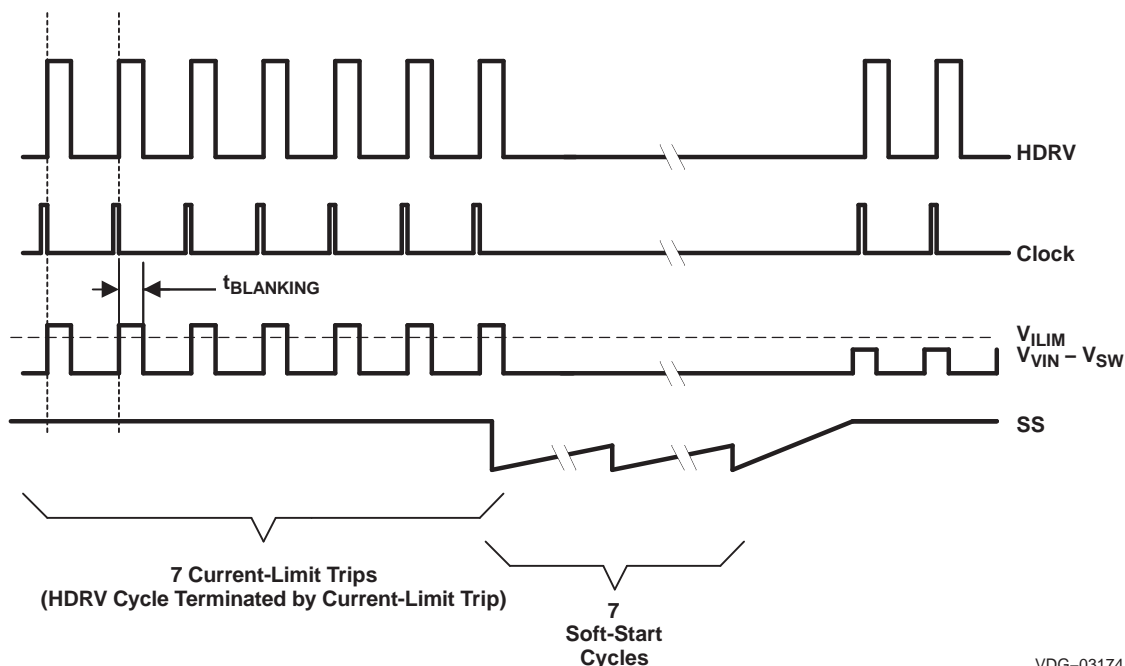 HDRV
Clock
tBLANKING
VILIM
VVIN – VSW
SS
7 Current-Limit Trips
(HDRV Cycle Terminated by Current-Limit Trip)
7
Soft-Start
Cycles
VDG–03174